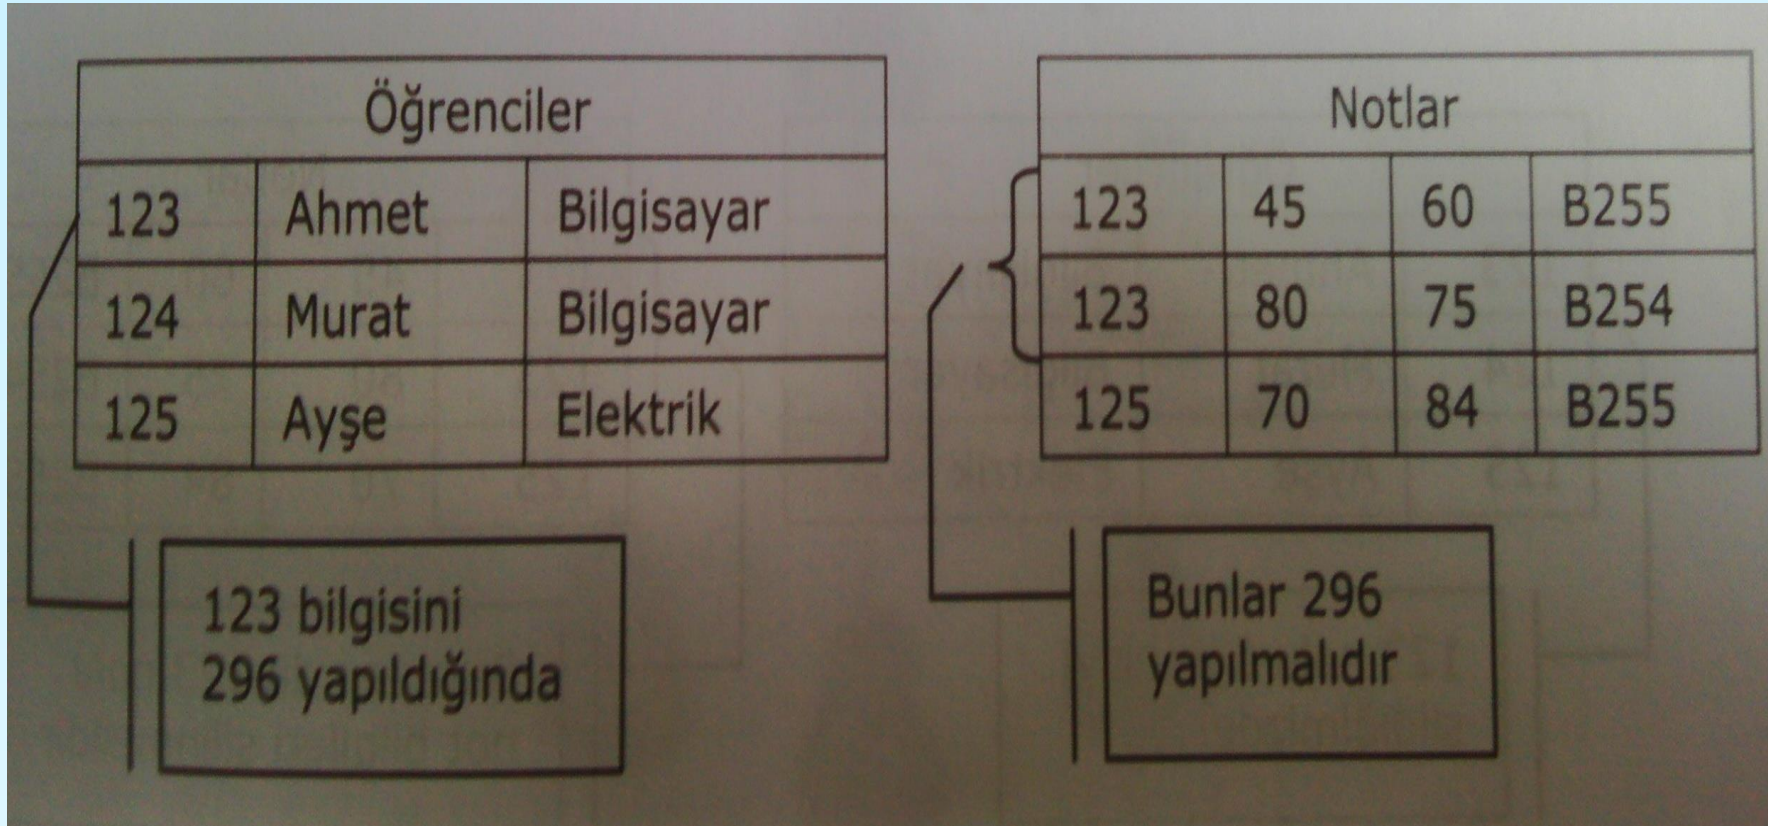 Öğrenciler
123 Ahmet Bilgisayar
124 Murat Bilgisayar
125 Ayşe Elektrik
123 bilgisini
296 yapıldığında
Notlar
123 45 60 B255
123 80 75 B254
125 70 84 B255
Bunlar 296
yapılmalıdır